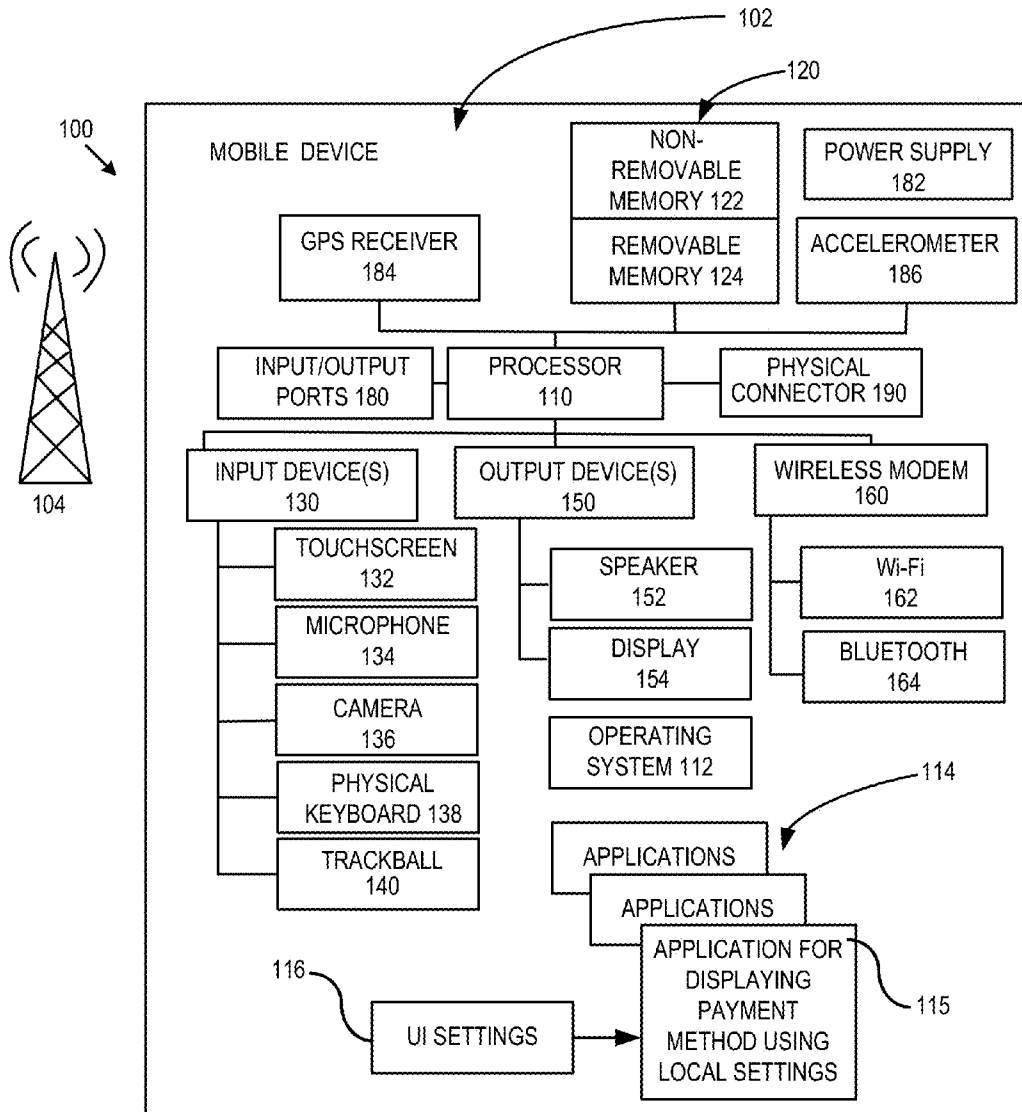 102
120
100
MOBILE DEVICE
NON-
REMOVABLE
MEMORY 122
POWER SUPPLY
182
GPS RECEIVER
184
REMOVABLE
MEMORY 124
ACCELEROMETER
186
INPUT/OUTPUT
PORTS 180
PROCESSOR
110
PHYSICAL
CONNECTOR 190
104
INPUT DEVICE(S)
130
OUTPUT DEVICE(S)
150
WIRELESS MODEM
160
TOUCHSCREEN
132
SPEAKER
152
Wi-Fi
162
MICROPHONE
134
DISPLAY
154
BLUETOOTH
164
CAMERA
136
OPERATING
SYSTEM 112
PHYSICAL
KEYBOARD 138
114
TRACKBALL
140
APPLICATIONS
APPLICATIONS
APPLICATION FOR
DISPLAYING
PAYMENT
METHOD USING
LOCAL SETTINGS
115
116
UI SETTINGS